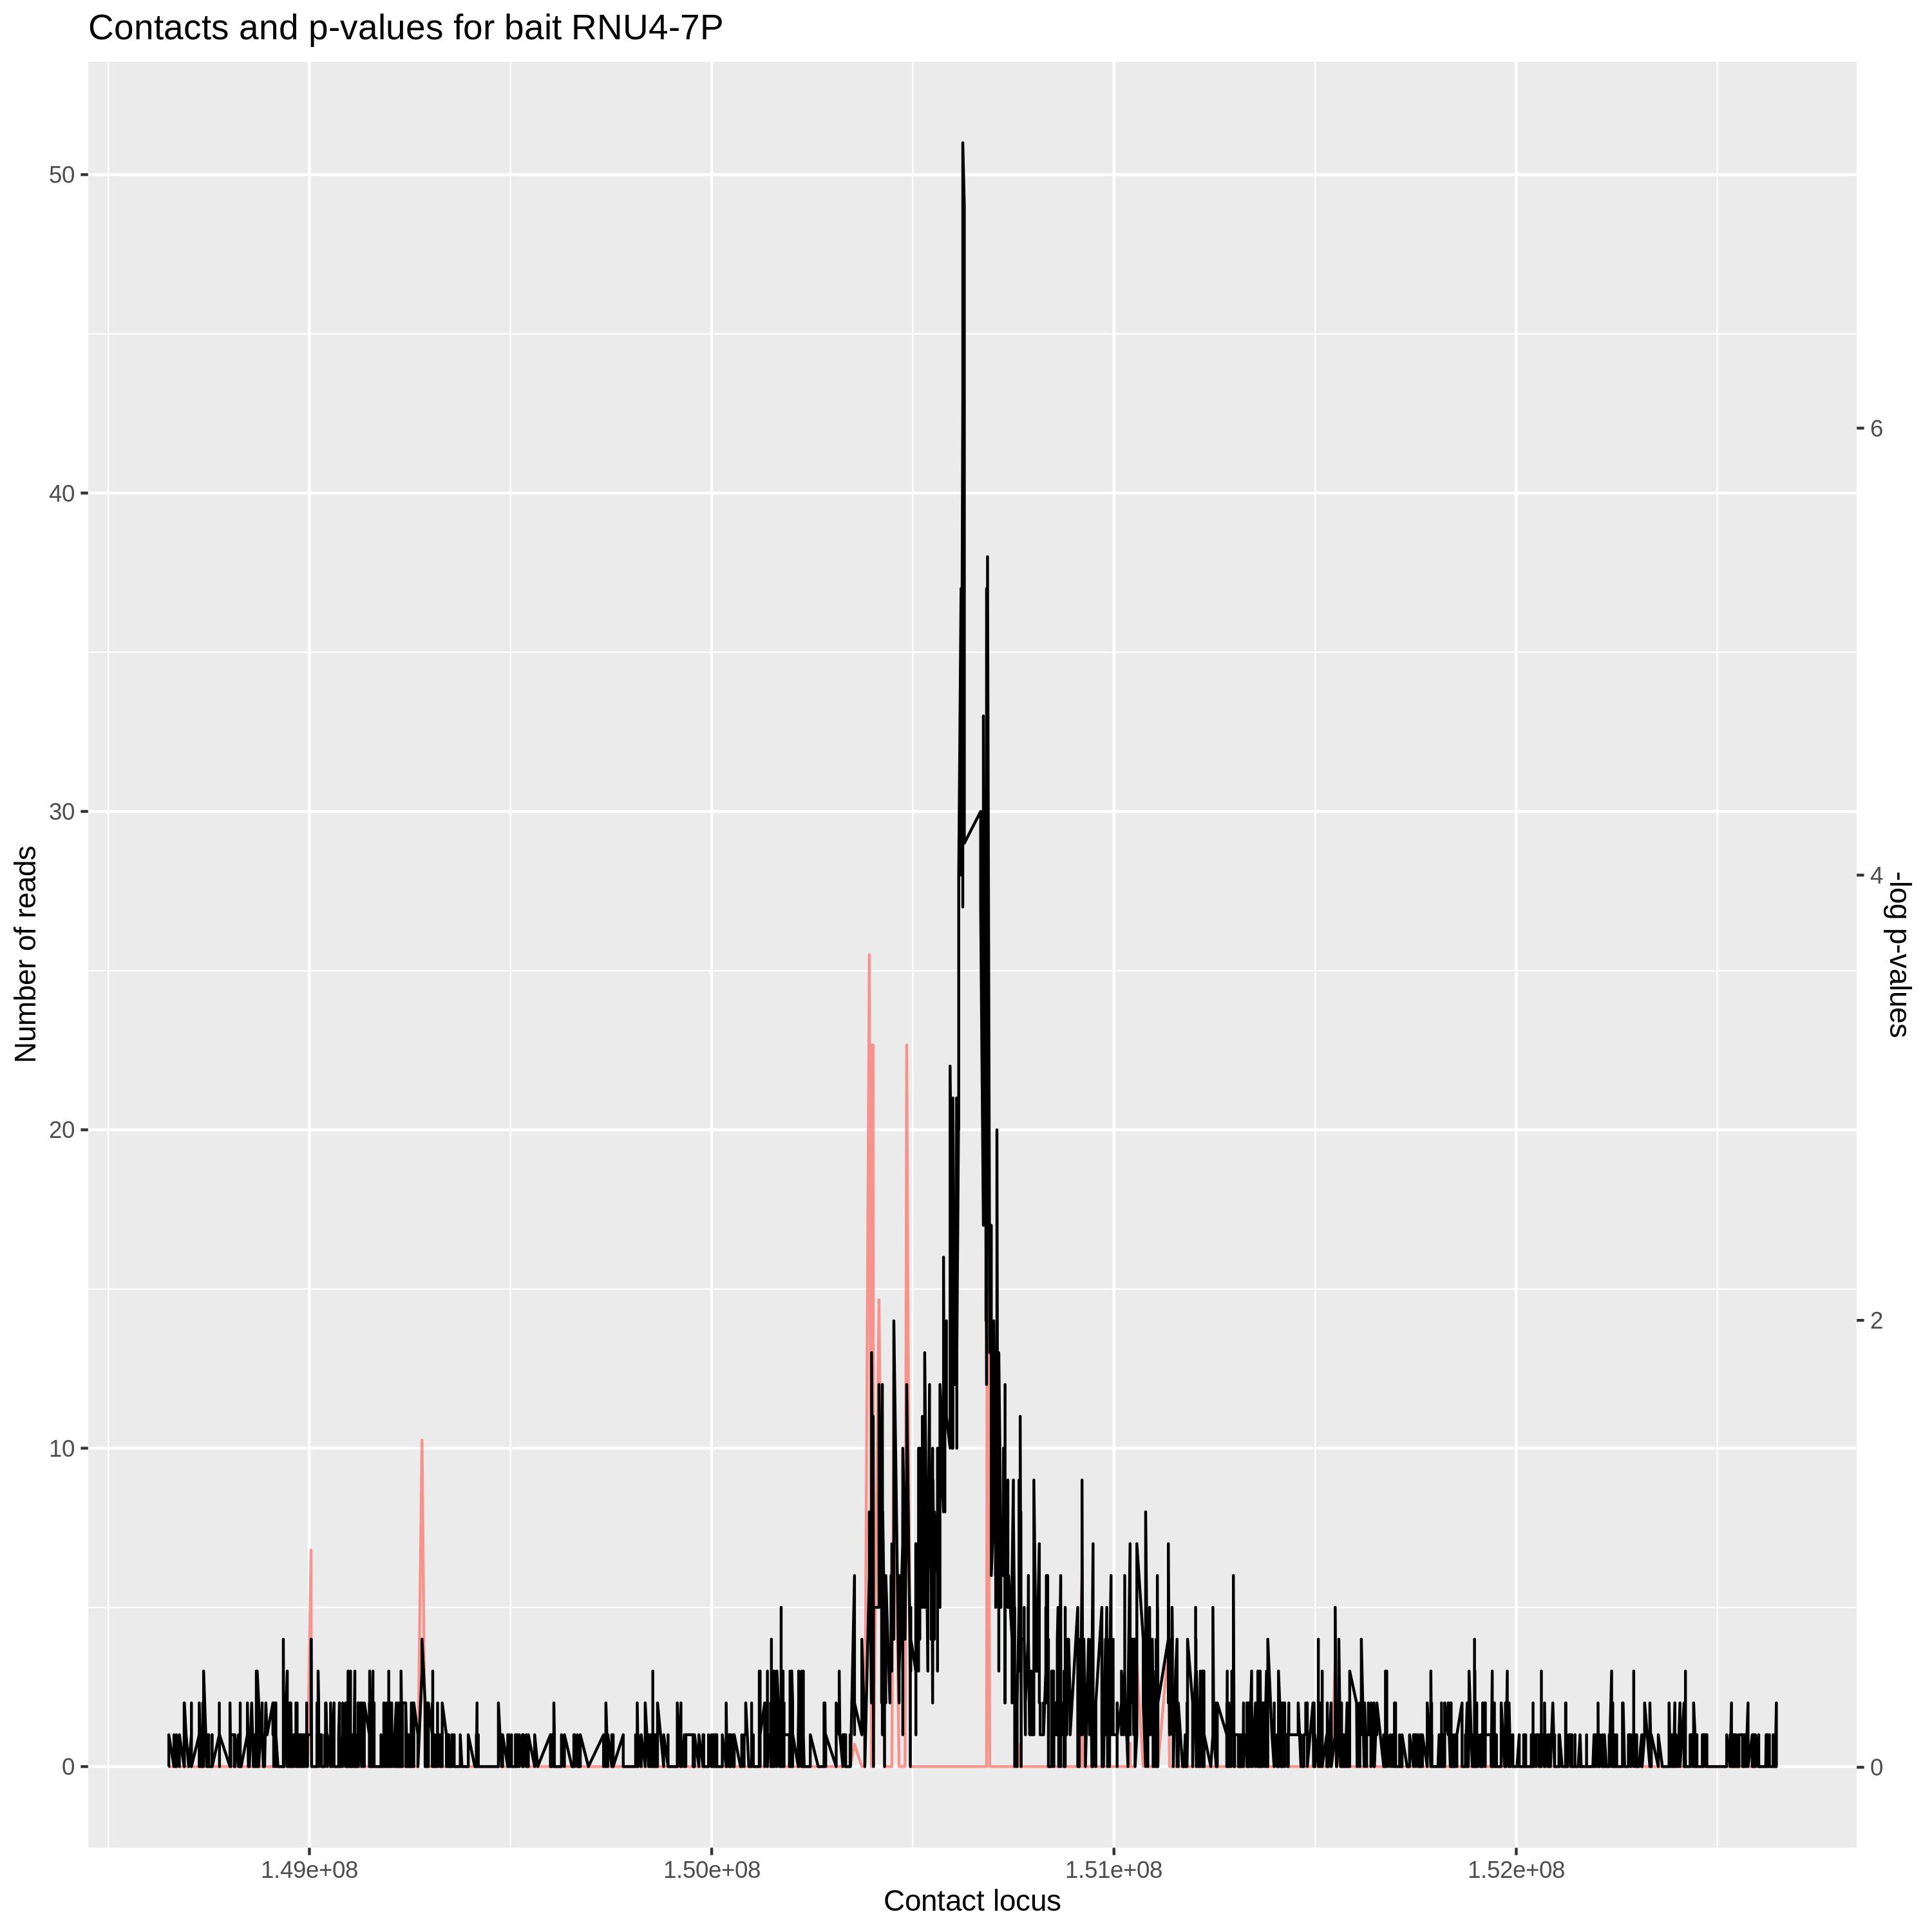 Contacts and p-values for bait RNU4-7P
50
40
30
20
10
0
Number of reads
6
4
2
0
-log p-values
1.49e+08
1.50e+08
1.51e+08
1.52e+08
Contact locus